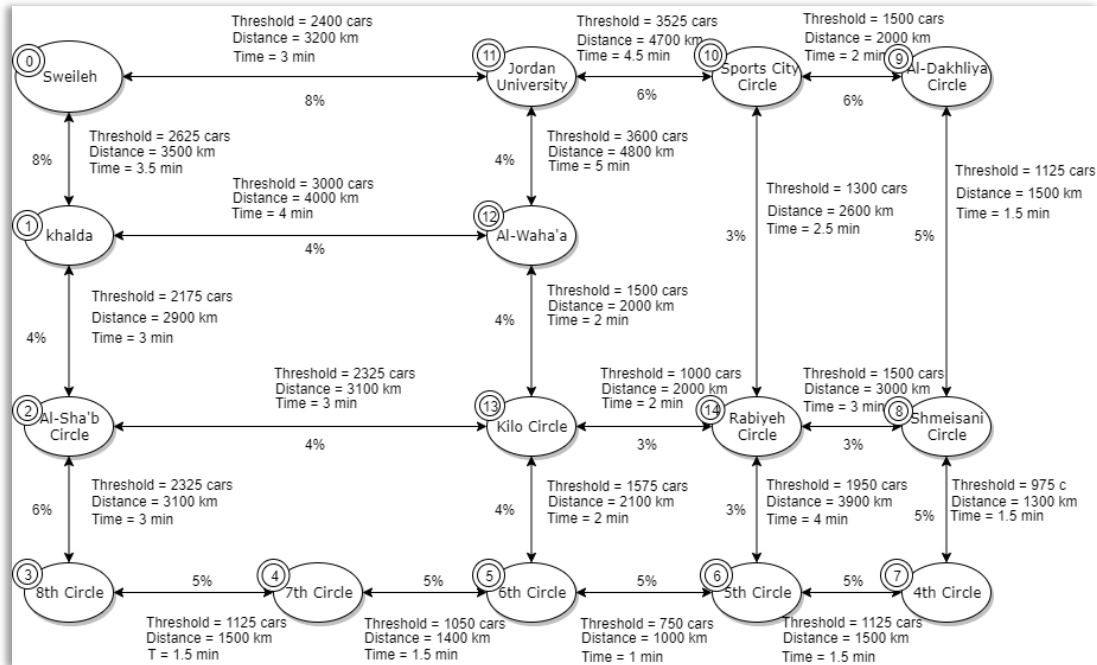 Threshold = 2400 cars
Distance = 3200 km
Time = 3 min
Threshold = 3525 cars
Distance = 4700 km
Time = 4.5 min
Threshold = 1500 cars
Distance = 2000 km
Time = 2 min
0
Sweileh
11
Jordan
University
10
Sports City
Circle
9
Al-Dakhliya
Circle
8%
6%
6%
8%
Threshold = 2625 cars
Distance = 3500 km
Time = 3.5 min
4%
Threshold = 3600 cars
Distance = 4800 km
Time = 5 min
Threshold = 3000 cars
Distance = 4000 km
Time = 4 min
Threshold = 1300 cars
Distance = 2600 km
Time = 2.5 min
3%
Threshold = 1125 cars
Distance = 1500 km
Time = 1.5 min
5%
1
khalda
12
Al-Waha'a
4%
Threshold = 2175 cars
Distance = 2900 km
Time = 3 min
4%
Threshold = 1500 cars
Distance = 2000 km
Time = 2 min
4%
Threshold = 2325 cars
Distance = 3100 km
Time = 3 min
Threshold = 1000 cars
Distance = 2000 km
Time = 2 min
Threshold = 1500 cars
Distance = 3000 km
Time = 3 min
2
Al-Sha'b
Circle
13
Kilo Circle
14
Rabiyeh
Circle
8
Shmeisani
Circle
4%
3%
3%
Threshold = 2325 cars
Distance = 3100 km
Time = 3 min
6%
Threshold = 1575 cars
Distance = 2100 km
Time = 2 min
4%
Threshold = 1950 cars
Distance = 3900 km
Time = 4 min
3%
Threshold = 975 c
Distance = 1300 km
Time = 1.5 min
5%
3
8th Circle
4
7th Circle
5
6th Circle
6
5th Circle
7
4th Circle
5%
5%
5%
5%
Threshold = 1125 cars
Distance = 1500 km
T = 1.5 min
Threshold = 1050 cars
Distance = 1400 km
Time = 1.5 min
Threshold = 750 cars
Distance = 1000 km
Time = 1 min
Threshold = 1125 cars
Distance = 1500 km
Time = 1.5 min